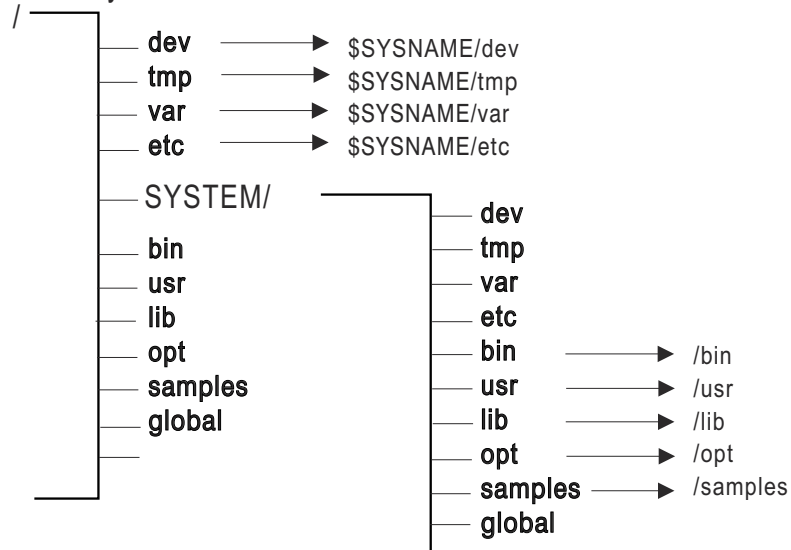 /
dev $SYSNAME/dev
tmp $SYSNAME/tmp
var $SYSNAME/var
etc $SYSNAME/etc
SYSTEM/
bin
usr
lib
opt
samples
global
dev
tmp
var
etc
bin /bin
usr /usr
lib /lib
opt /opt
samples /samples
global